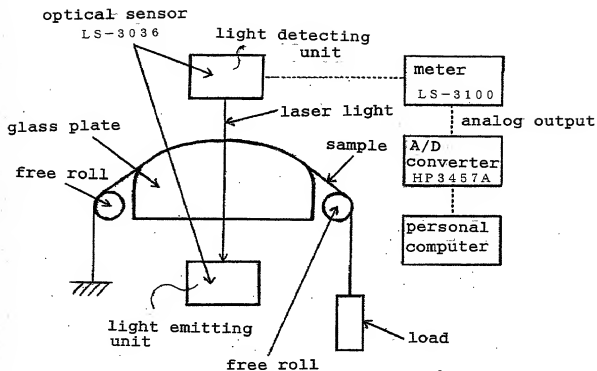 optical sensor
LS-3036
light detecting
unit
meter
LS-3100
laser light
analog output
glass plate
sample
A/D
converter
HP3457A
free roll
personal
computer
light emitting
unit
load
free roll